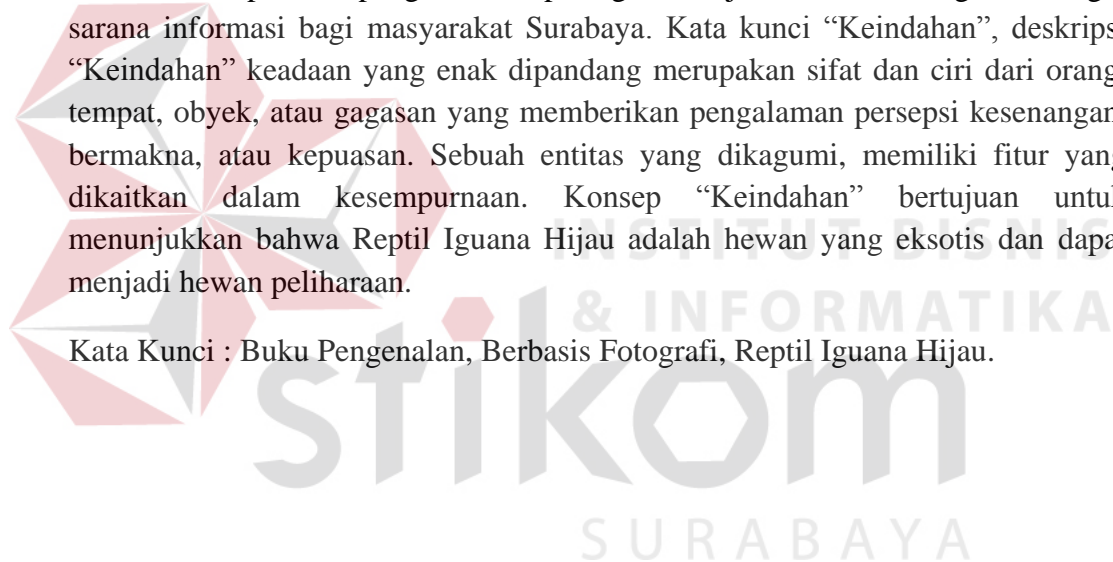 sarana informasi bagi masyarakat Surabaya. Kata kunci “Keindahan”, deskrips
“Keindahan” keadaan yang enak dipandang merupakan sifat dan ciri dari orang
tempat, obyek, atau gagasan yang memberikan pengalaman persepsi kesenangan
bermakna, atau kepuasan. Sebuah entitas yang dikagumi, memiliki fitur yang
dikaitkan dalam kesempurnaan. Konsep “Keindahan” bertujuan untuk
menunjukkan bahwa Reptil Iguana Hijau adalah hewan yang eksotis dan dapa
menjadi hewan peliharaan.
Kata Kunci : Buku Pengenalan, Berbasis Fotografi, Reptil Iguana Hijau.
INSTITUT BISNIS
& INFORMATIKA
stikom
SURABAYA